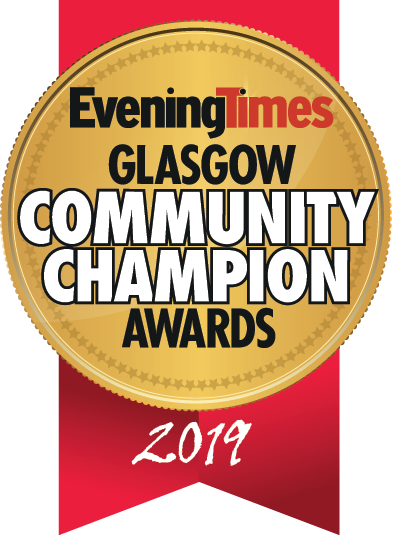 EveningTimes
GLASGOW
COMMUNITY
CHAMPION
AWARDS
2019